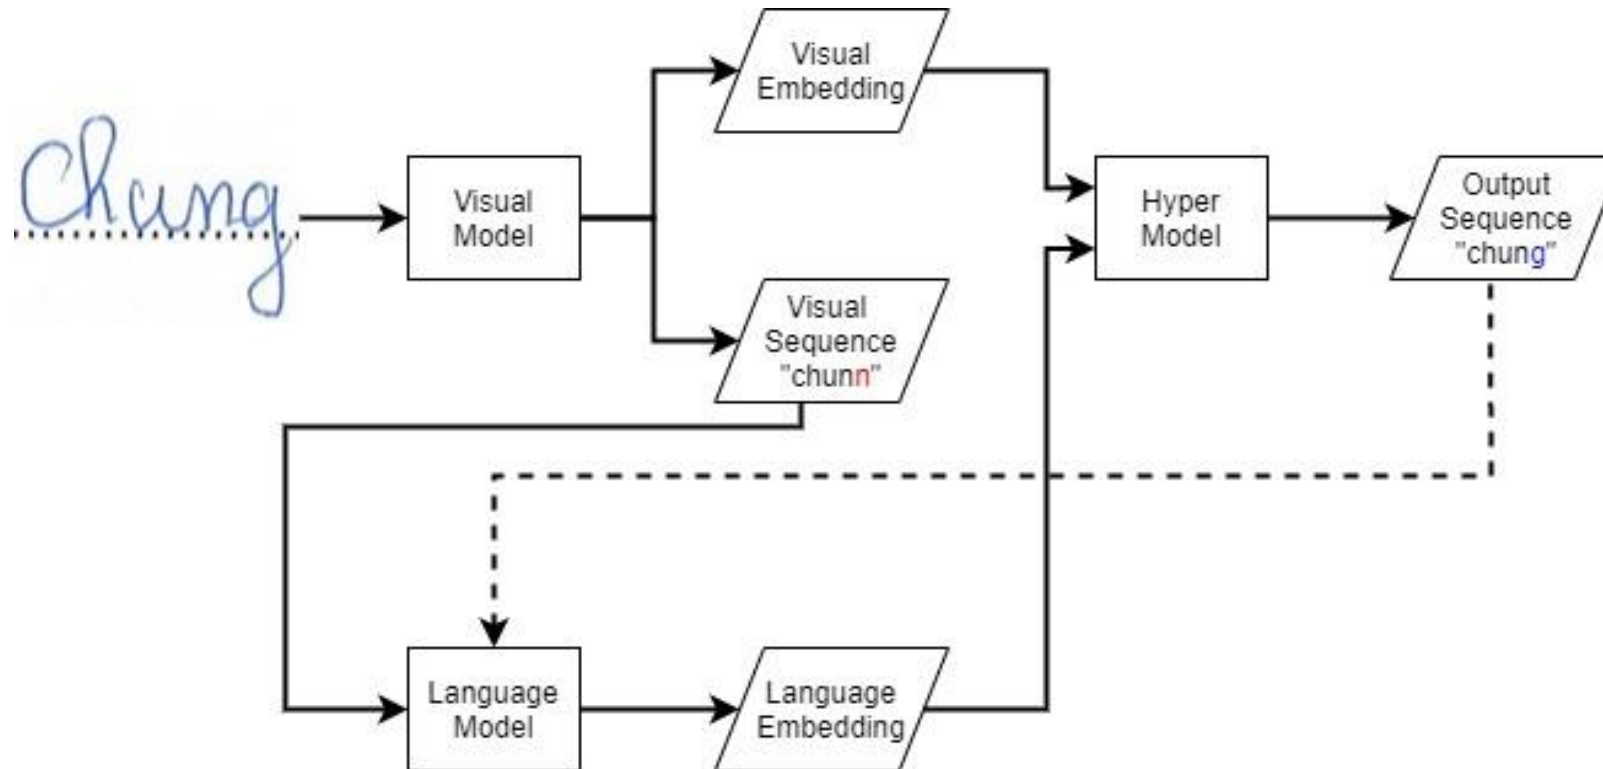 Chung
Visual
Model
Visual
Embedding
Visual
Sequence
"chunn"
Hyper
Model
Output
Sequence
"chung"
Language
Model
Language
Embedding